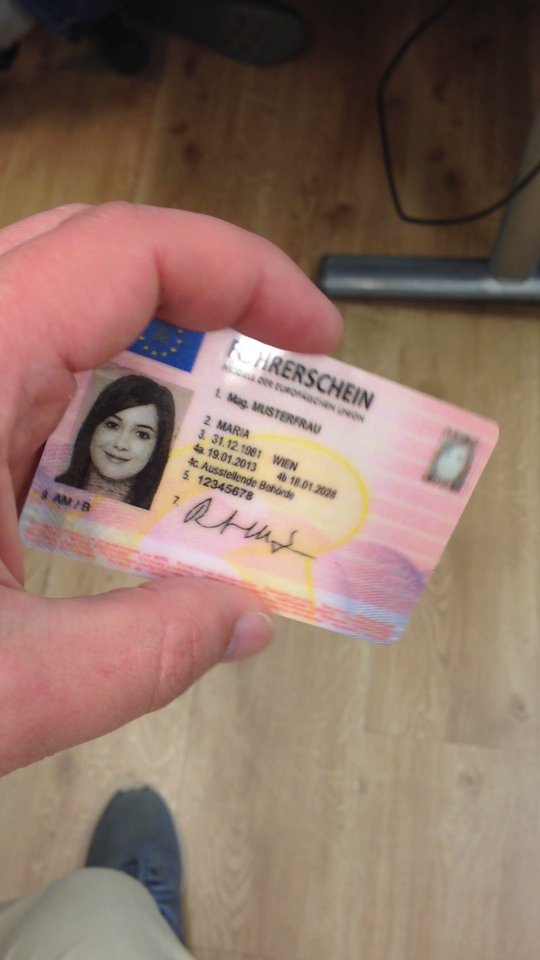 FÜHRERSCHEIN
DER EUROPÄISCHEN UNION
1. Mag. MUSTERFRAU
2. MARIA
3. 31.12.1981 WIEN
4a. 19.01.2013 4b 18.01.2028
4c. Ausstellende Behörde
5. 12345678
7.
9 AM / B